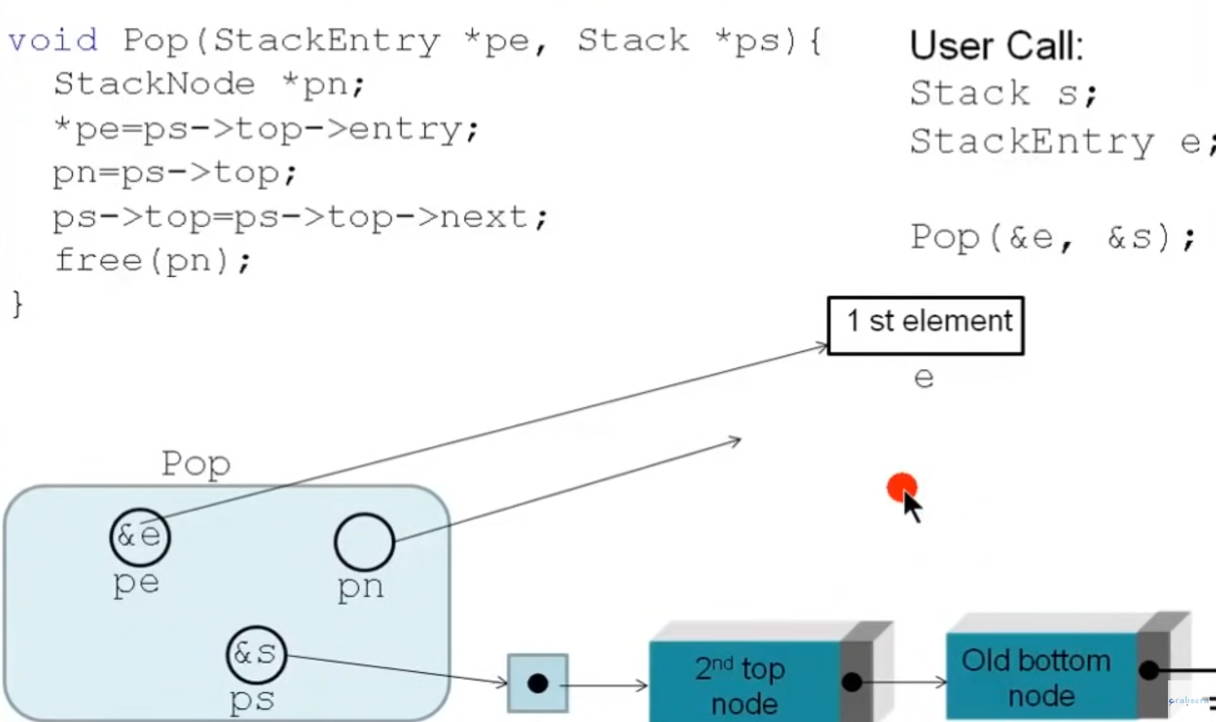 void Pop(StackEntry *pe, Stack *ps){
StackNode *pn;
*pe=ps->top->entry;
pn=ps->top;
ps->top=ps->top->next;
free(pn);
}
User Call:
Stack s;
StackEntry e;
Pop(&e, &s);
1 st element
e
Pop
&e
pe
pn
&s
ps
2nd top
node
Old bottom
node